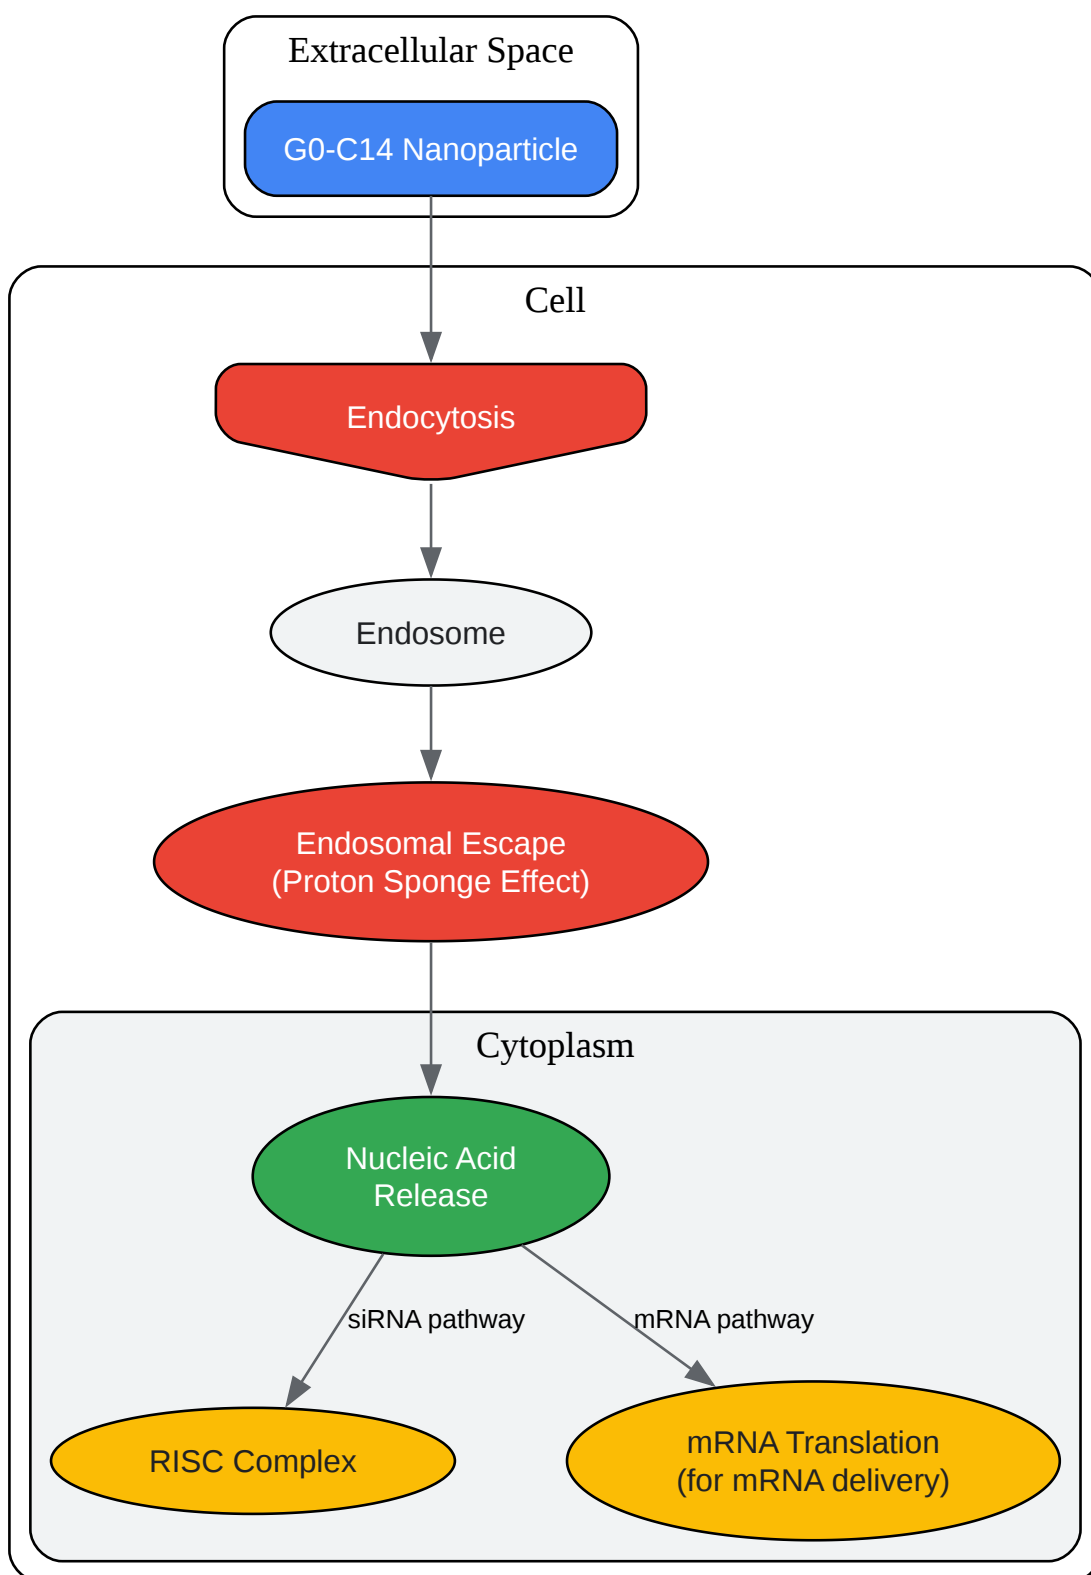 Extracellular Space
G0-C14 Nanoparticle
Cell
Endocytosis
Endosome
Endosomal Escape
(Proton Sponge Effect)
Cytoplasm
Nucleic Acid
Release
siRNA pathway
mRNA pathway
RISC Complex
mRNA Translation
(for mRNA delivery)